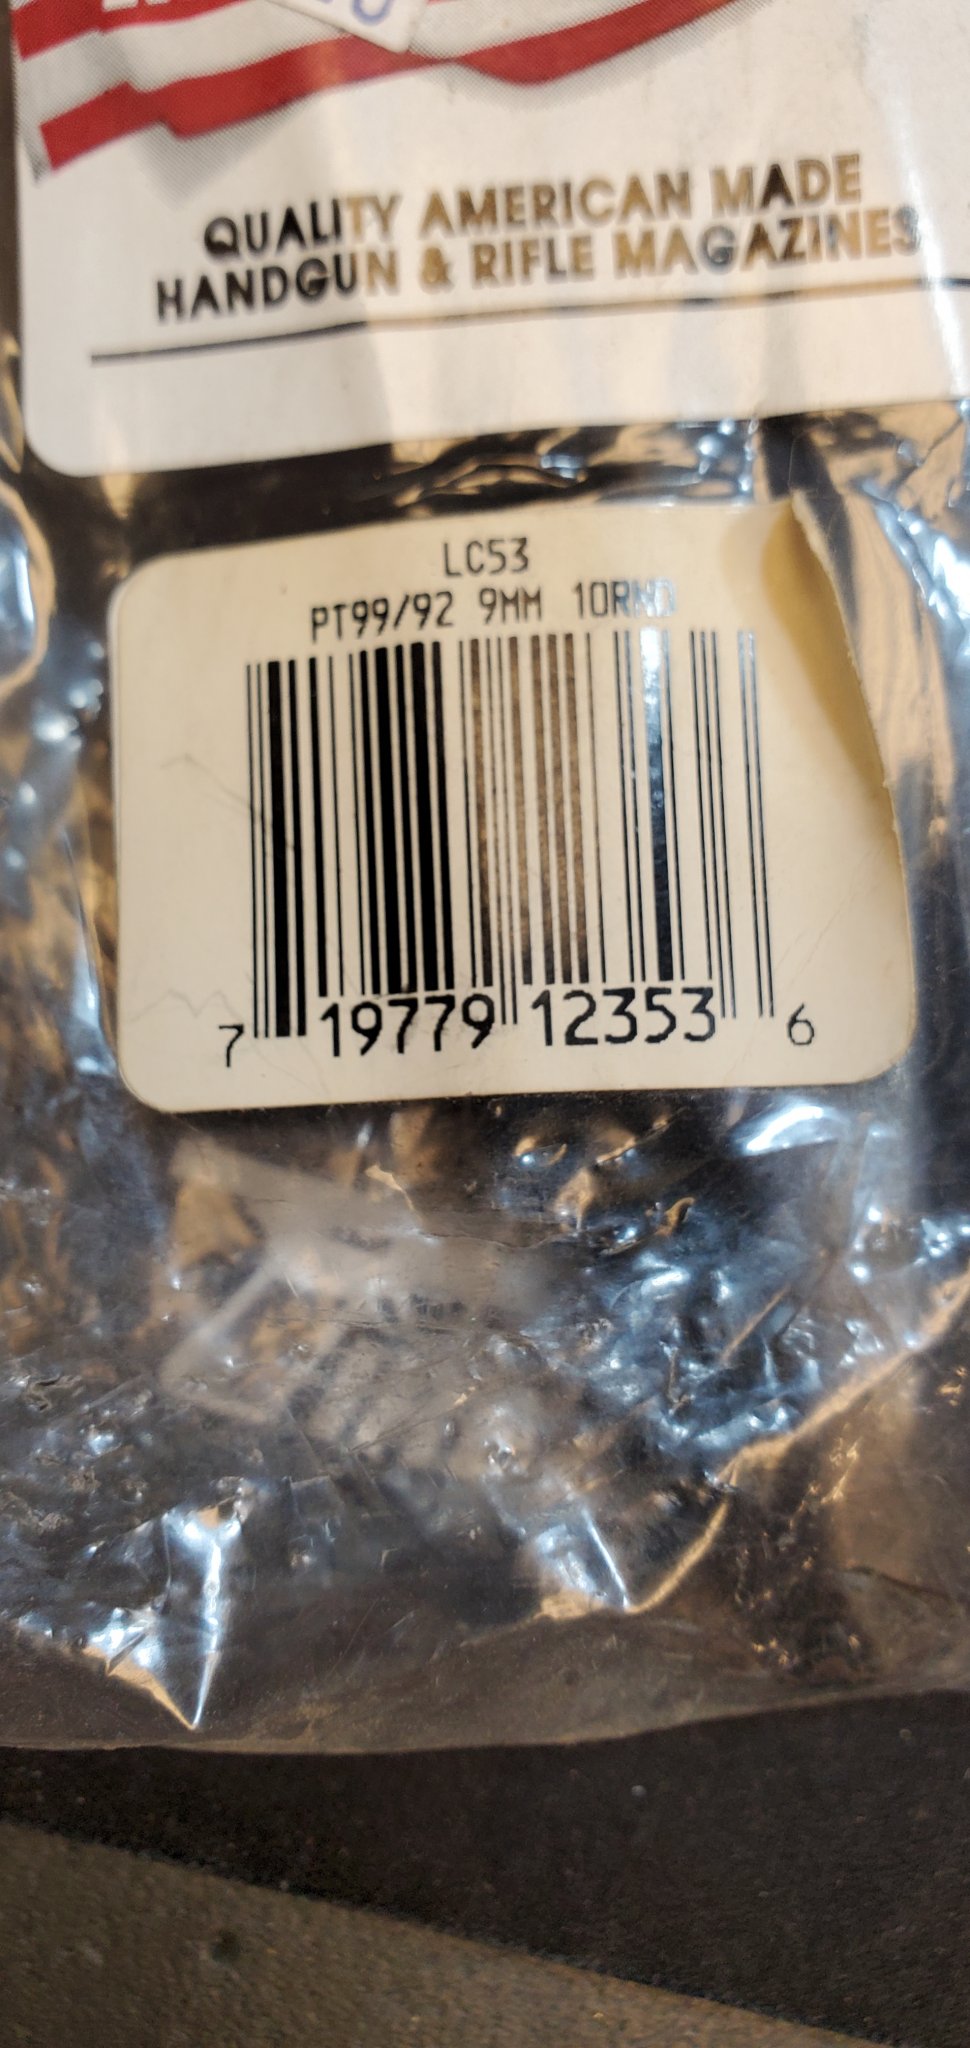 QUALITY AMERICAN MADE
HANDGUN & RIFLE MAGAZINES
LC53
PT99/92 9MM 10RND
7 19779 12353 6